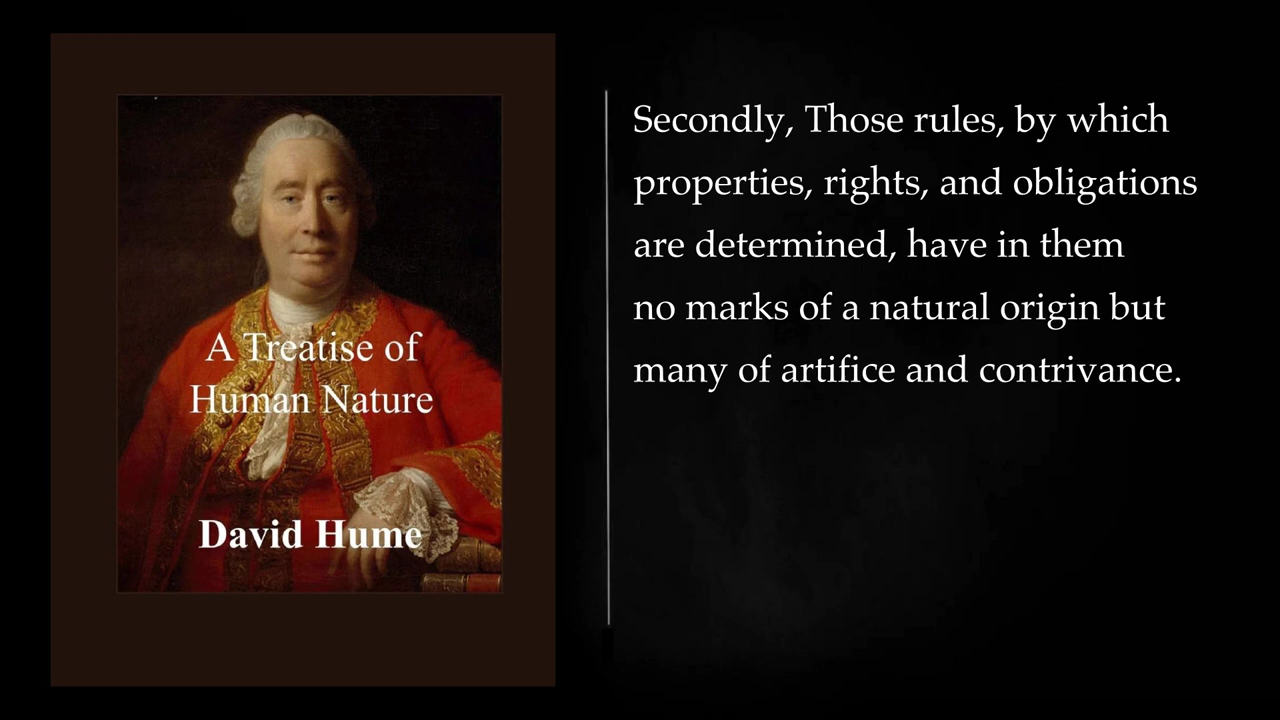 A Treatise of
Human Nature
David Hume
Secondly, Those rules, by which
properties, rights, and obligations
are determined, have in them
no marks of a natural origin but
many of artifice and contrivance.